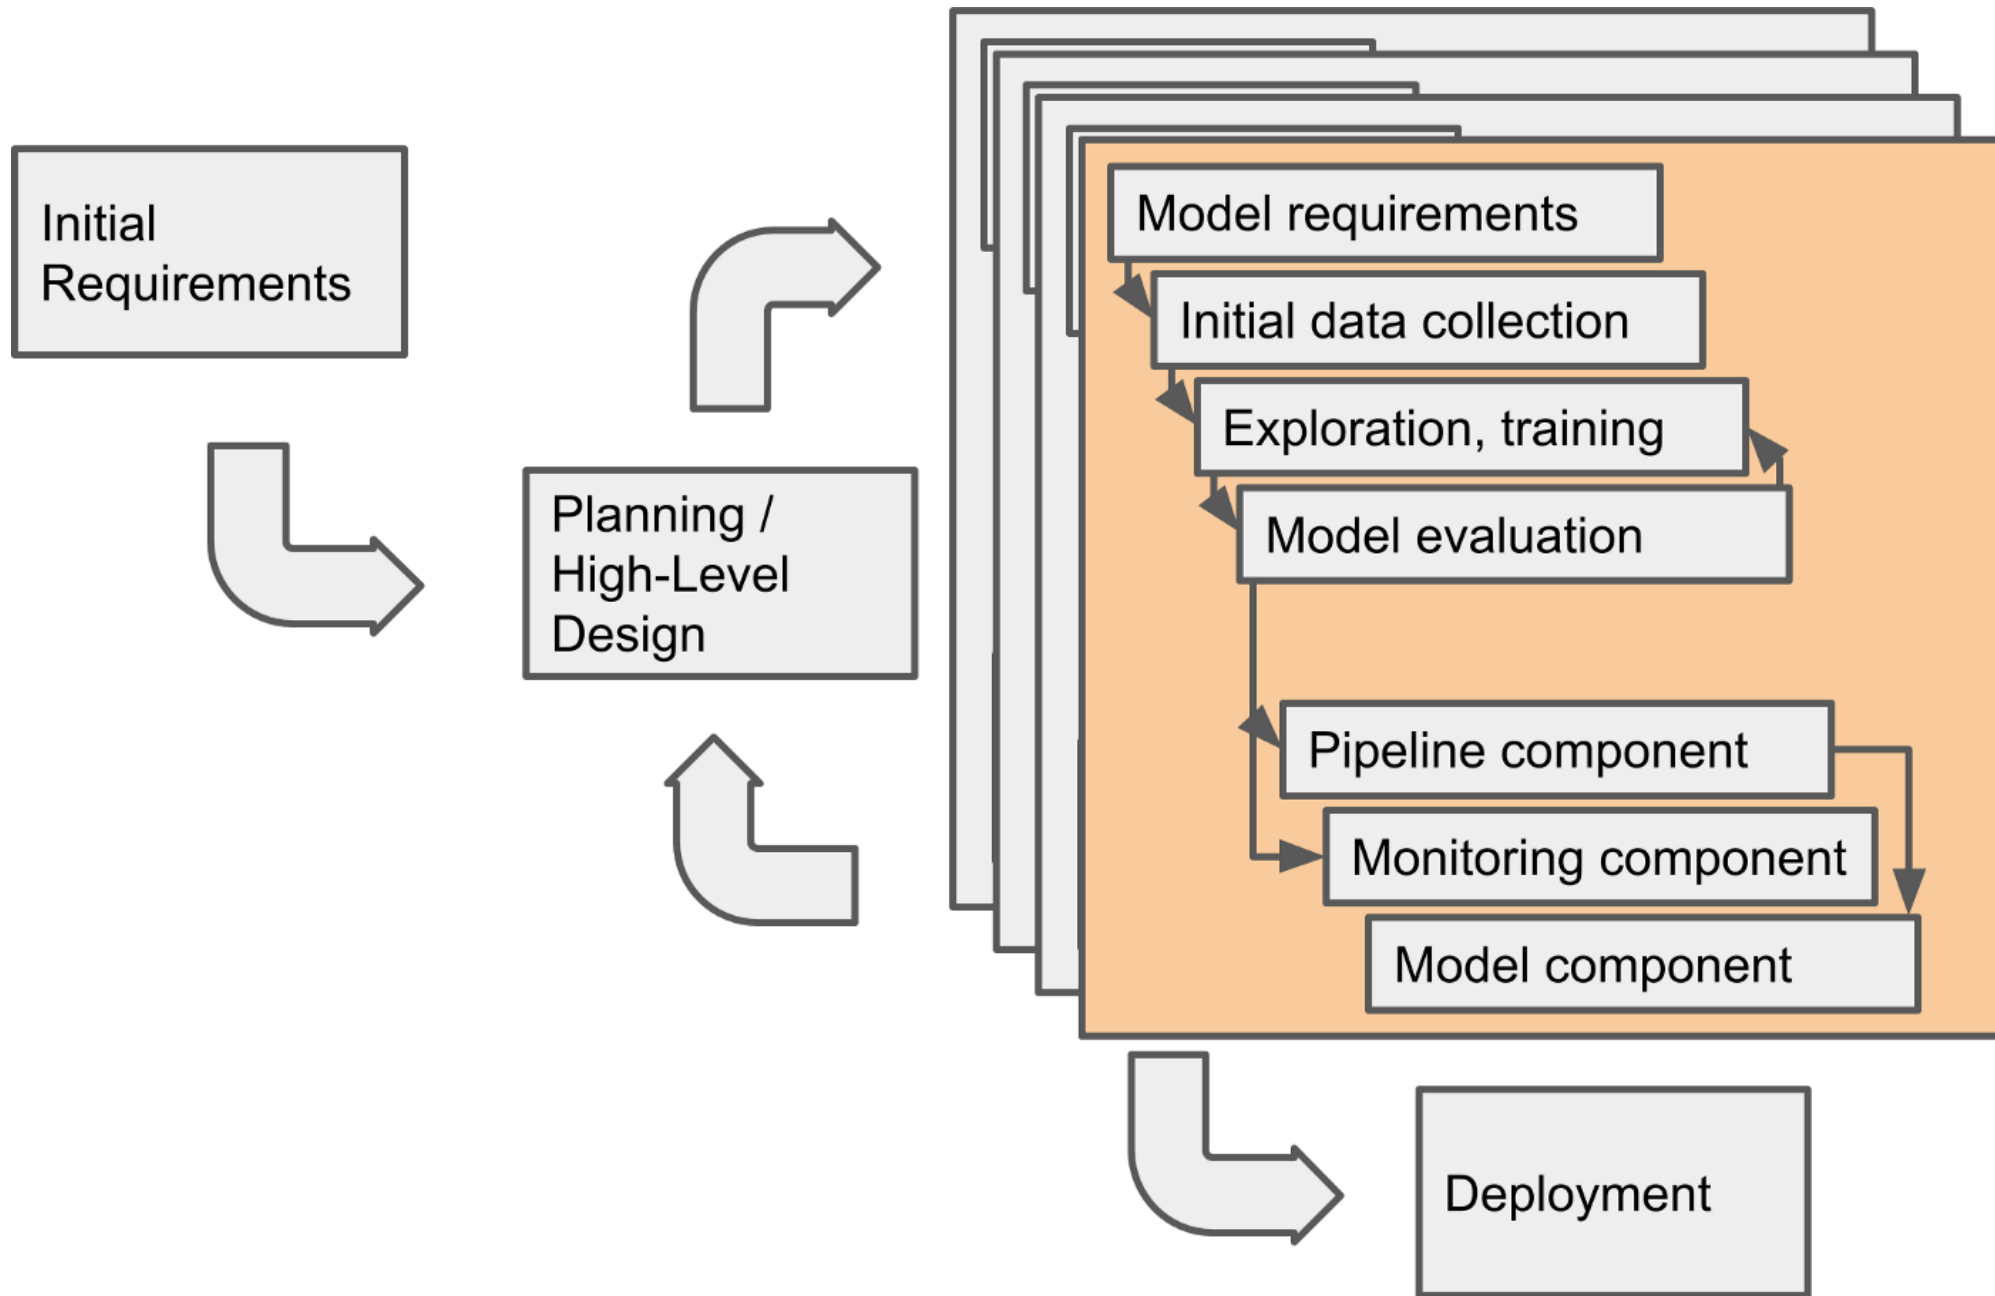 Initial
Requirements
Planning /
High-Level
Design
Model requirements
Initial data collection
Exploration, training
Model evaluation
Pipeline component
Monitoring component
Model component
Deployment